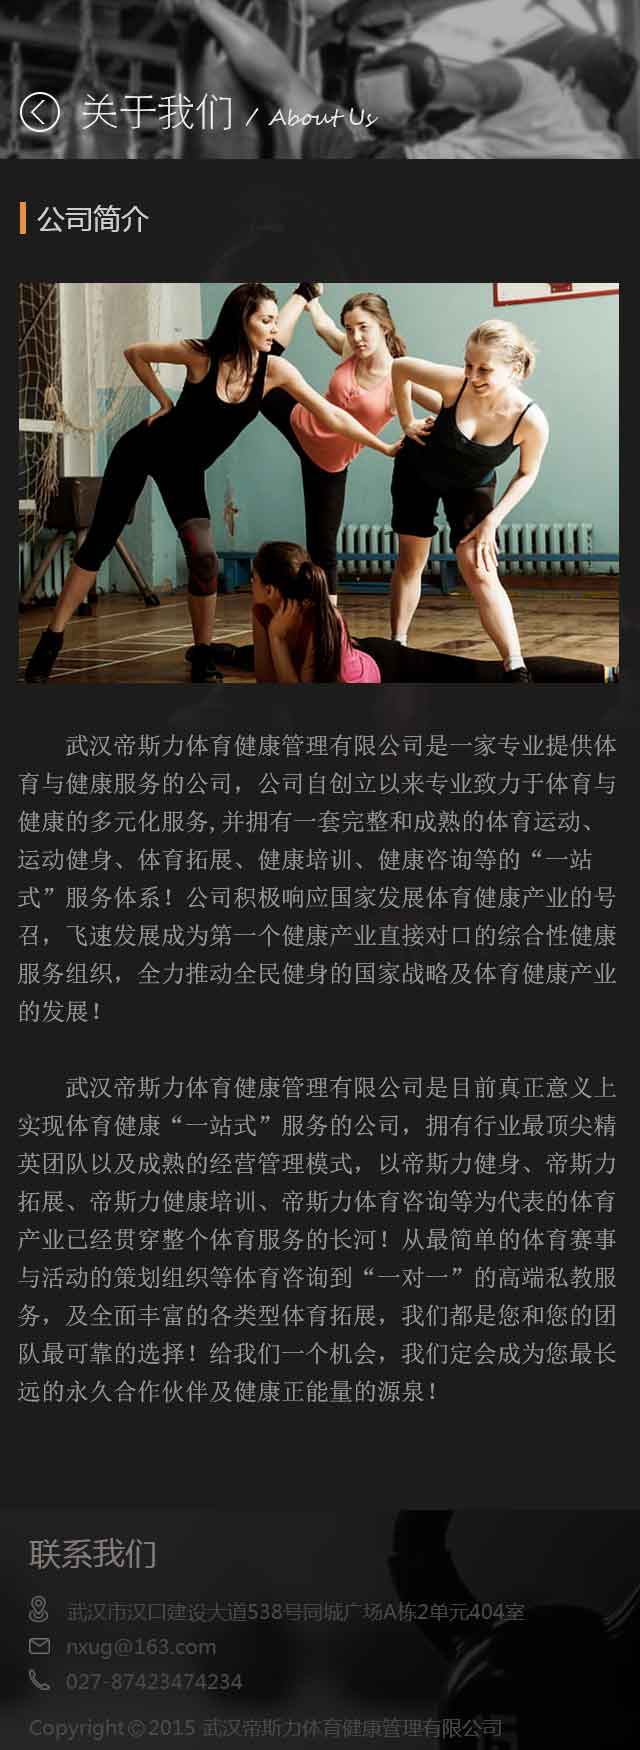 关于我们 / About Us
公司简介
武汉帝斯力体育健康管理有限公司是一家专业提供体
育与健康服务的公司，公司自创立以来专业致力于体育与
健康的多元化服务,并拥有一套完整和成熟的体育运动、
运动健身、体育拓展、健康培训、健康咨询等的“一站
式”服务体系！公司积极响应国家发展体育健康产业的号
召，飞速发展成为第一个健康产业直接对口的综合性健康
服务组织，全力推动全民健身的国家战略及体育健康产业
的发展！
武汉帝斯力体育健康管理有限公司是目前真正意义上
实现体育健康“一站式”服务的公司，拥有行业最顶尖精
英团队以及成熟的经营管理模式，以帝斯力健身、帝斯力
拓展、帝斯力健康培训、帝斯力体育咨询等为代表的体育
产业已经贯穿整个体育服务的长河！从最简单的体育赛事
与活动的策划组织等体育咨询到“一对一”的高端私教服
务，及全面丰富的各类型体育拓展，我们都是您和您的团
队最可靠的选择！给我们一个机会，我们定会成为您最长
远的永久合作伙伴及健康正能量的源泉！
联系我们
武汉市汉口建设大道538号同城广场A栋2单元404室
nxug@163.com
027-87423474234
Copyright©2015 武汉帝斯力体育健康管理有限公司